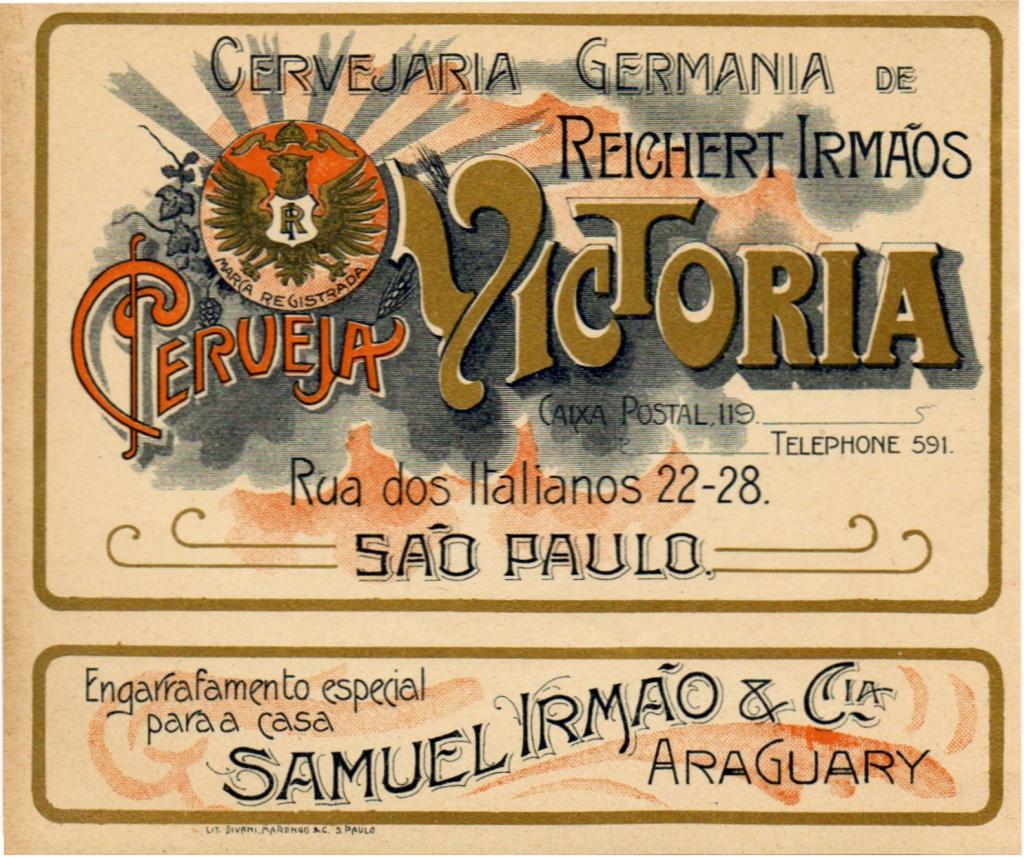 CERVEJARIA GERMANIA DE
REICHERT IRMÃOS
R
MARCA REGISTRADA
CERVEJA VICTORIA
CAIXA POSTAL, 119.
TELEPHONE 591.
Rua dos Italianos 22-28.
SÃO PAULO.
Engarrafamento especial
para a casa
SAMUEL IRMÃO & CIA
ARAGUARY
LIT. DIVANI, MARENGO & C. S. PAULO